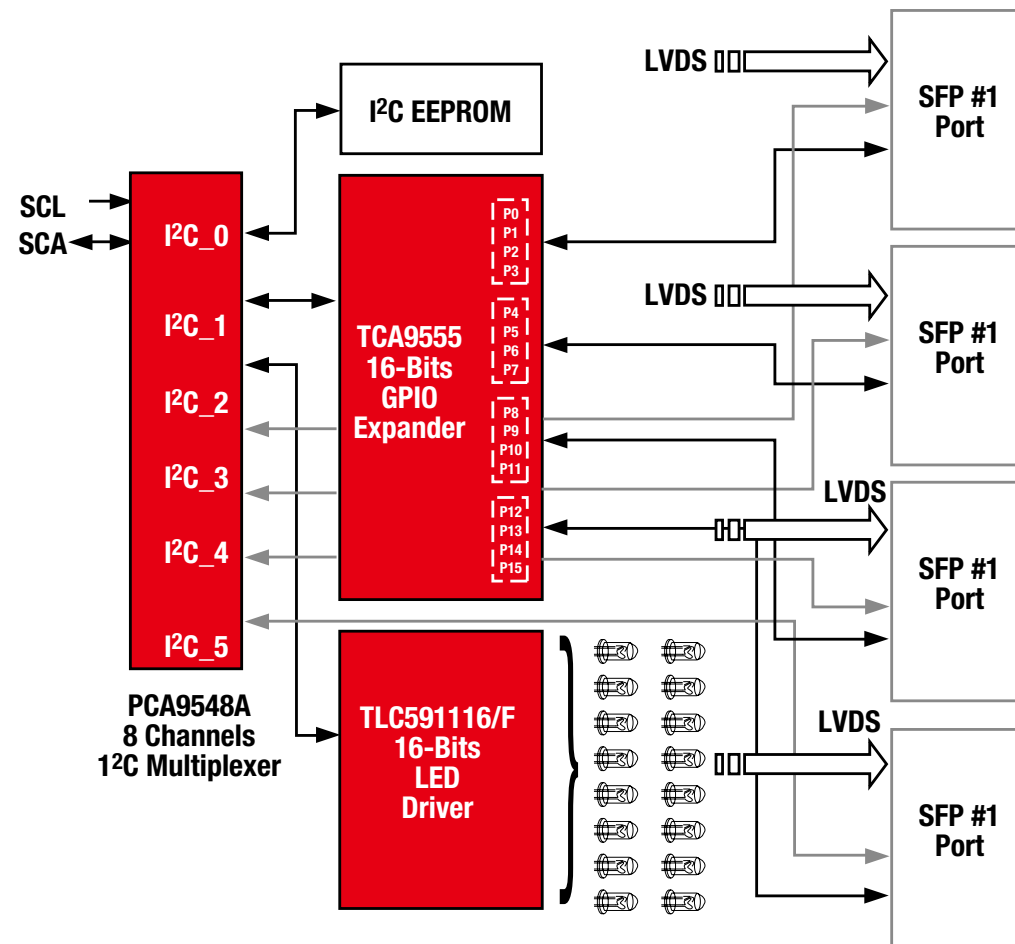 SCL
SCA
I²C_0
I²C_1
I²C_2
I²C_3
I²C_4
I²C_5
PCA9548A
8 Channels
1²C Multiplexer
I²C EEPROM
TCA9555
16-Bits
GPIO
Expander
P0
P1
P2
P3
P4
P5
P6
P7
P8
P9
P10
P11
P12
P13
P14
P15
TLC591116/F
16-Bits
LED
Driver
LVDS
SFP #1
Port
LVDS
SFP #1
Port
LVDS
SFP #1
Port
LVDS
SFP #1
Port